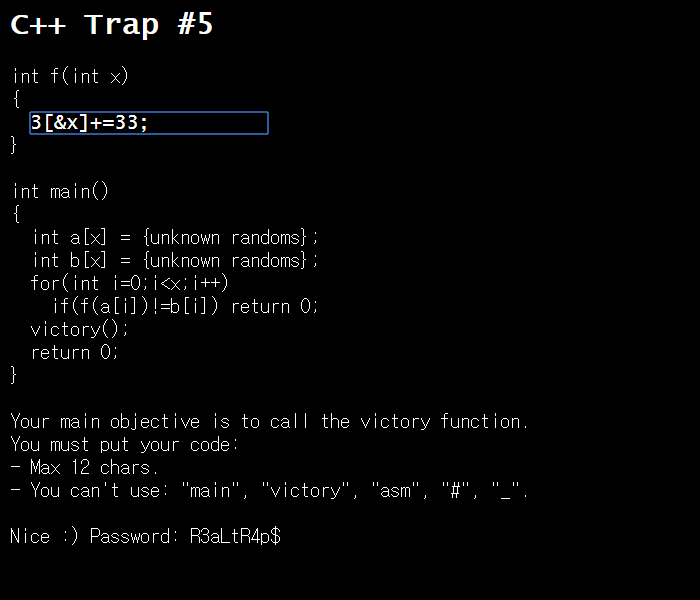 C++ Trap #5
int f(int x)
{
3[&x]+=33;
}
int main()
{
int a[x] = {unknown randoms};
int b[x] = {unknown randoms};
for(int i=0;i<x;i++)
if(f(a[i])!=b[i]) return 0;
victory();
return 0;
}
Your main objective is to call the victory function.
You must put your code:
- Max 12 chars.
- You can't use: "main", "victory", "asm", "#", "_".
Nice :) Password: R3aLtR4p$